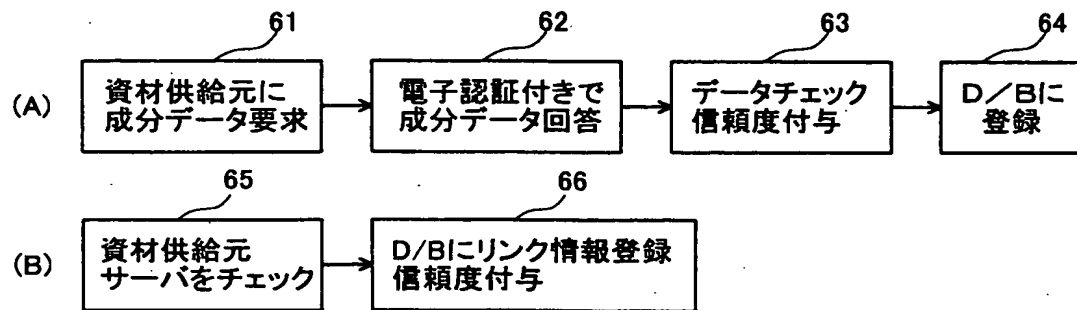 61
62
63
64
(A)
資材供給元に
成分データ要求
電子認証付きで
成分データ回答
データチェック
信頼度付与
D/Bに
登録
65
66
(B)
資材供給元
サーバをチェック
D/Bにリンク情報登録
信頼度付与